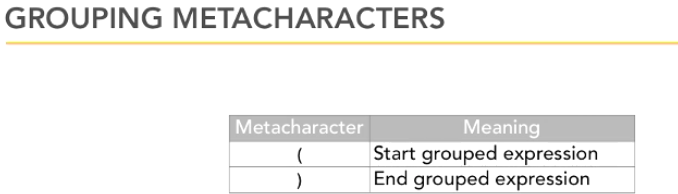 GROUPING METACHARACTERS
Metacharacter Meaning
( Start grouped expression
) End grouped expression